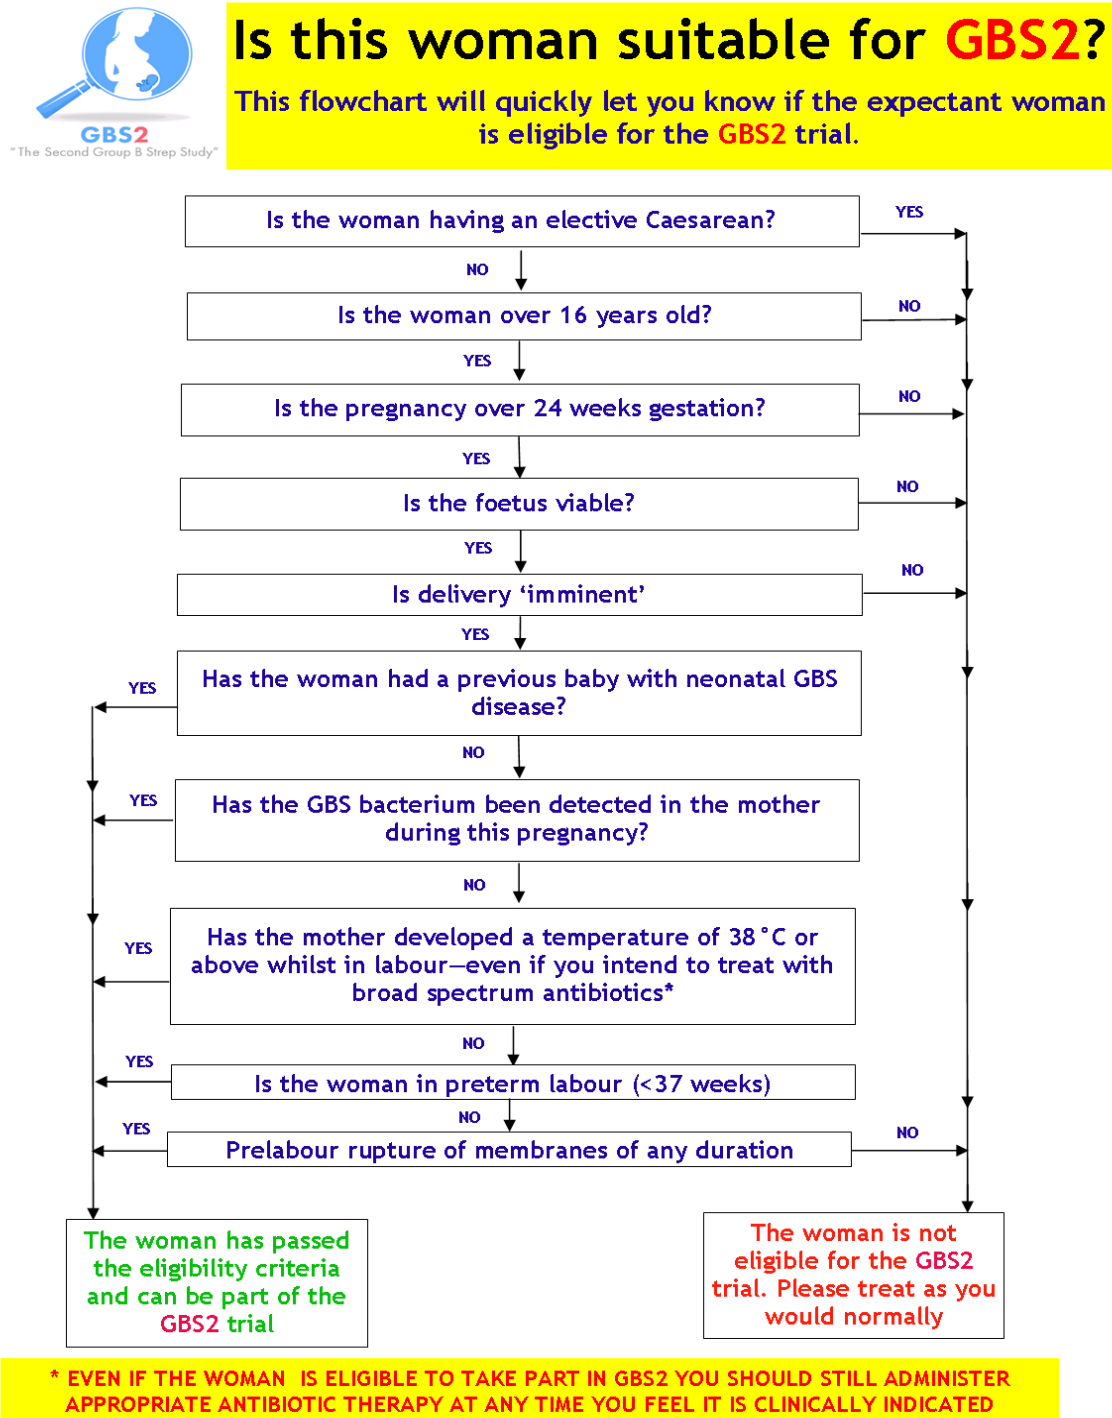 Is this woman suitable for GBS2?
This flowchart will quickly let you know if the expectant woman
is eligible for the GBS2 trial.
GBS2
"The Second Group B Strep Study"
Is the woman having an elective Caesarean?
YES
NO
Is the woman over 16 years old?
NO
YES
Is the pregnancy over 24 weeks gestation?
NO
YES
Is the foetus viable?
NO
YES
Is delivery ‘imminent’
NO
YES
Has the woman had a previous baby with neonatal GBS
disease?
YES
NO
Has the GBS bacterium been detected in the mother
during this pregnancy?
YES
NO
Has the mother developed a temperature of 38°C or
above whilst in labour—even if you intend to treat with
broad spectrum antibiotics*
YES
NO
Is the woman in preterm labour (<37 weeks)
YES
NO
Prelabour rupture of membranes of any duration
YES
NO
The woman has passed
the eligibility criteria
and can be part of the
GBS2 trial
The woman is not
eligible for the GBS2
trial. Please treat as you
would normally
* EVEN IF THE WOMAN IS ELIGIBLE TO TAKE PART IN GBS2 YOU SHOULD STILL ADMINISTER
APPROPRIATE ANTIBIOTIC THERAPY AT ANY TIME YOU FEEL IT IS CLINICALLY INDICATED